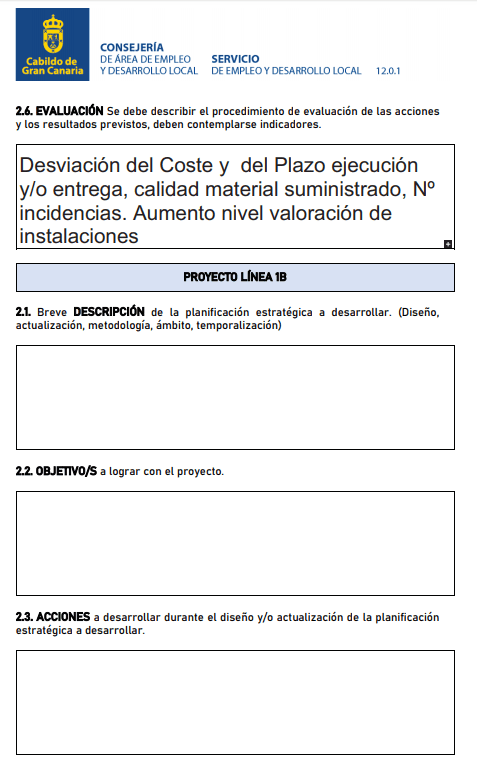 Cabildo de
Gran Canaria
CONSEJERÍA
DE ÁREA DE EMPLEO
Y DESARROLLO LOCAL
SERVICIO
DE EMPLEO Y DESARROLLO LOCAL
12.0.1
2.6. EVALUACIÓN Se debe describir el procedimiento de evaluación de las acciones
y los resultados previstos, deben contemplarse indicadores.
Desviación del Coste y  del Plazo ejecución
y/o entrega, calidad material suministrado, Nº
incidencias. Aumento nivel valoración de
instalaciones
PROYECTO LÍNEA 1B
2.1. Breve DESCRIPCIÓN de la planificación estratégica a desarrollar. (Diseño,
actualización, metodología, ámbito, temporalización)
2.2. OBJETIVO/S a lograr con el proyecto.
2.3. ACCIONES a desarrollar durante el diseño y/o actualización de la planificación
estratégica a desarrollar.